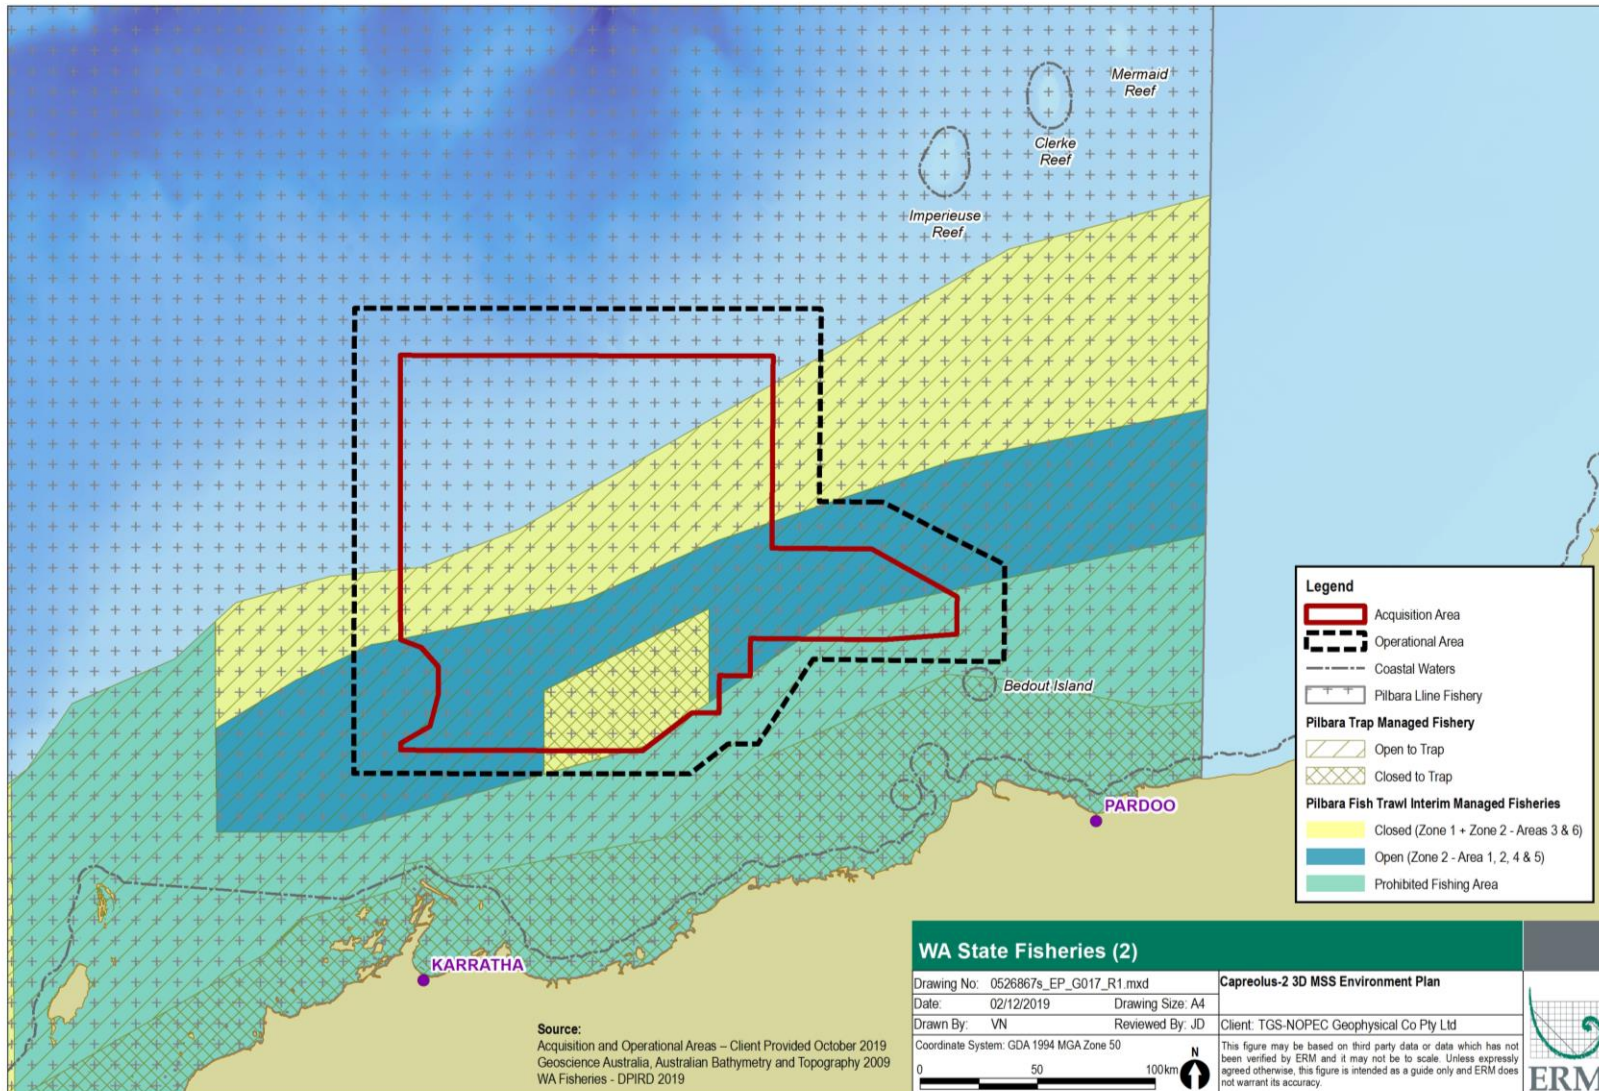 Mermaid
Reef
Clerke
Reef
Imperieuse
Reef
Bedout Island
PARDOO
KARRATHA
Legend
Acquisition Area
Operational Area
Coastal Waters
Pilbara Lline Fishery
Pilbara Trap Managed Fishery
Open to Trap
Closed to Trap
Pilbara Fish Trawl Interim Managed Fisheries
Closed (Zone 1 + Zone 2 - Areas 3 & 6)
Open (Zone 2 - Area 1, 2, 4 & 5)
Prohibited Fishing Area
Source:
Acquisition and Operational Areas – Client Provided October 2019
Geoscience Australia, Australian Bathymetry and Topography 2009
WA Fisheries - DPIRD 2019
WA State Fisheries (2)
Drawing No: 0526867s_EP_G017_R1.mxd
Date: 02/12/2019 Drawing Size: A4
Drawn By: VN Reviewed By: JD
Coordinate System: GDA 1994 MGA Zone 50
0 50 100km
N
Capreolus-2 3D MSS Environment Plan
Client: TGS-NOPEC Geophysical Co Pty Ltd
This figure may be based on third party data or data which has not
been verified by ERM and it may not be to scale. Unless expressly
agreed otherwise, this figure is intended as a guide only and ERM does
not warrant its accuracy.
ERM